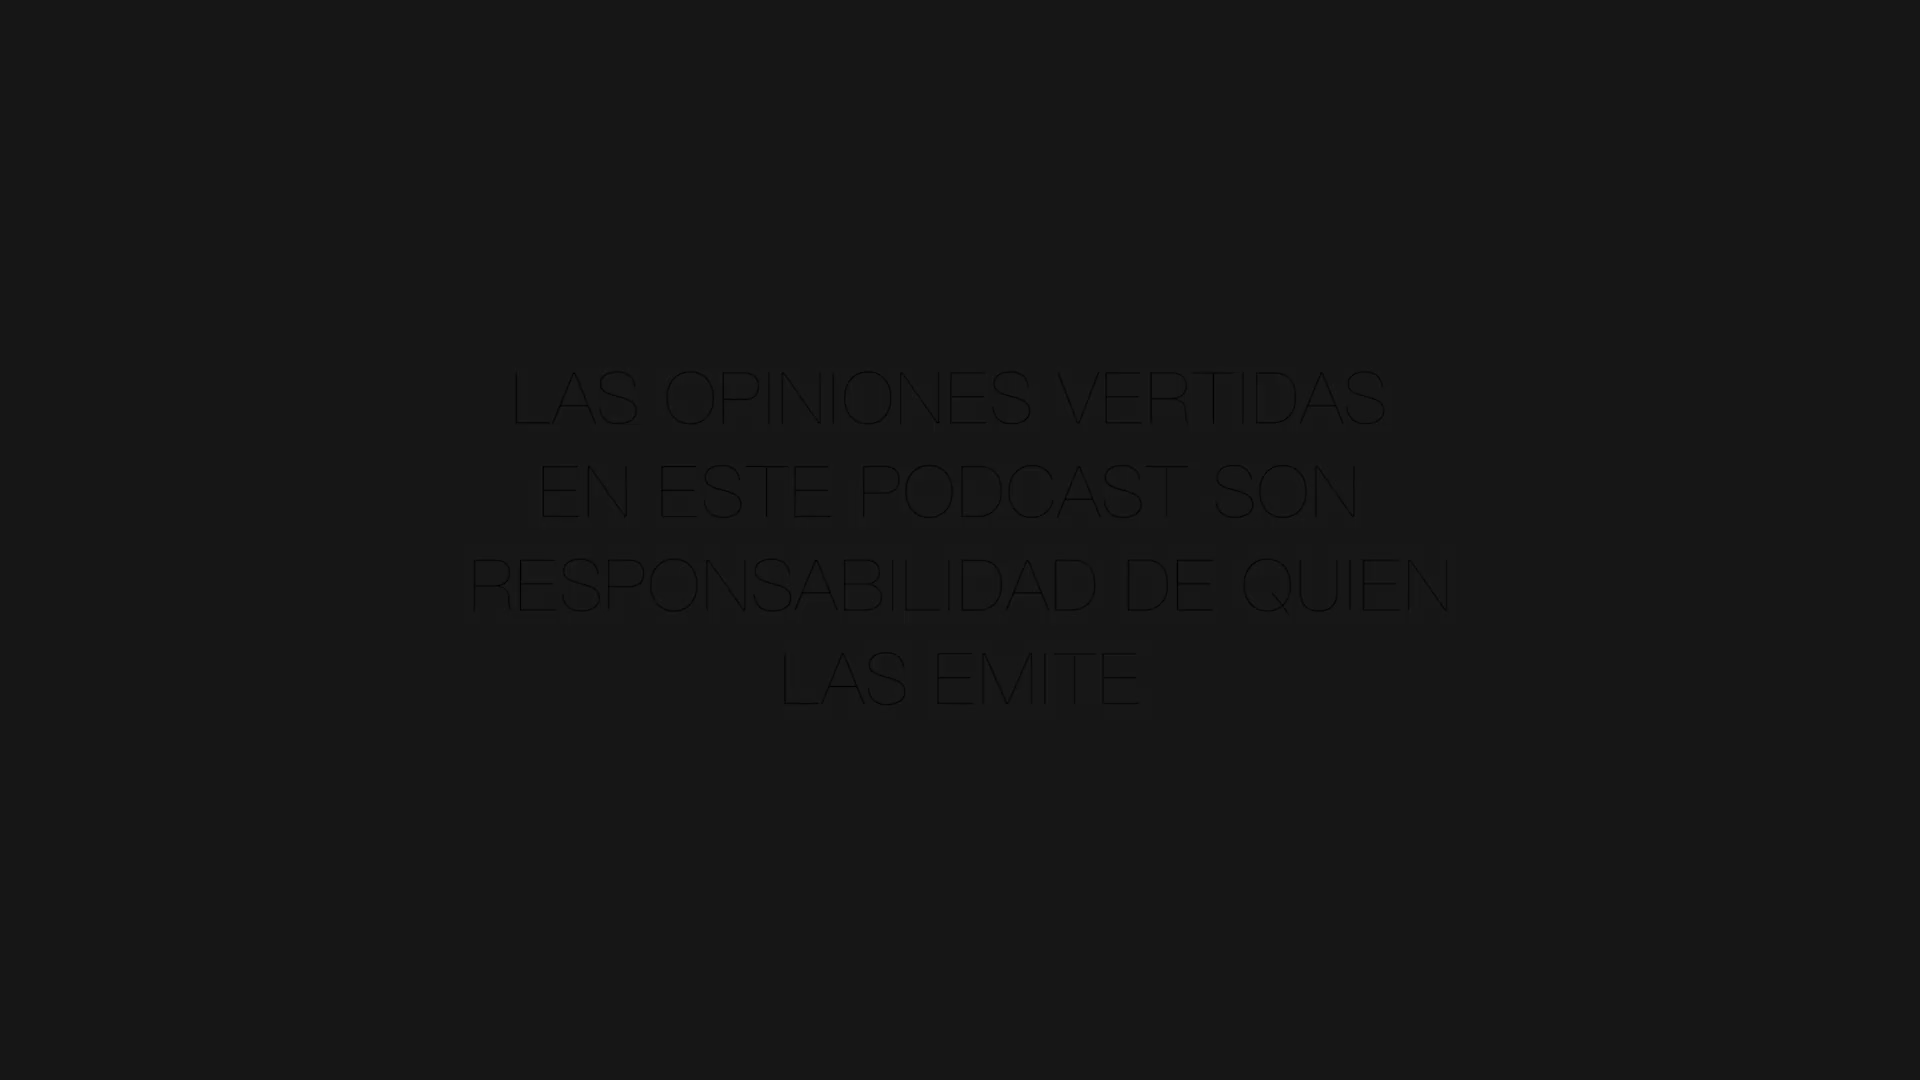 LAS OPINIONES VERTIDAS
EN ESTE PODCAST SON
RESPONSABILIDAD DE QUIEN
LAS EMITE